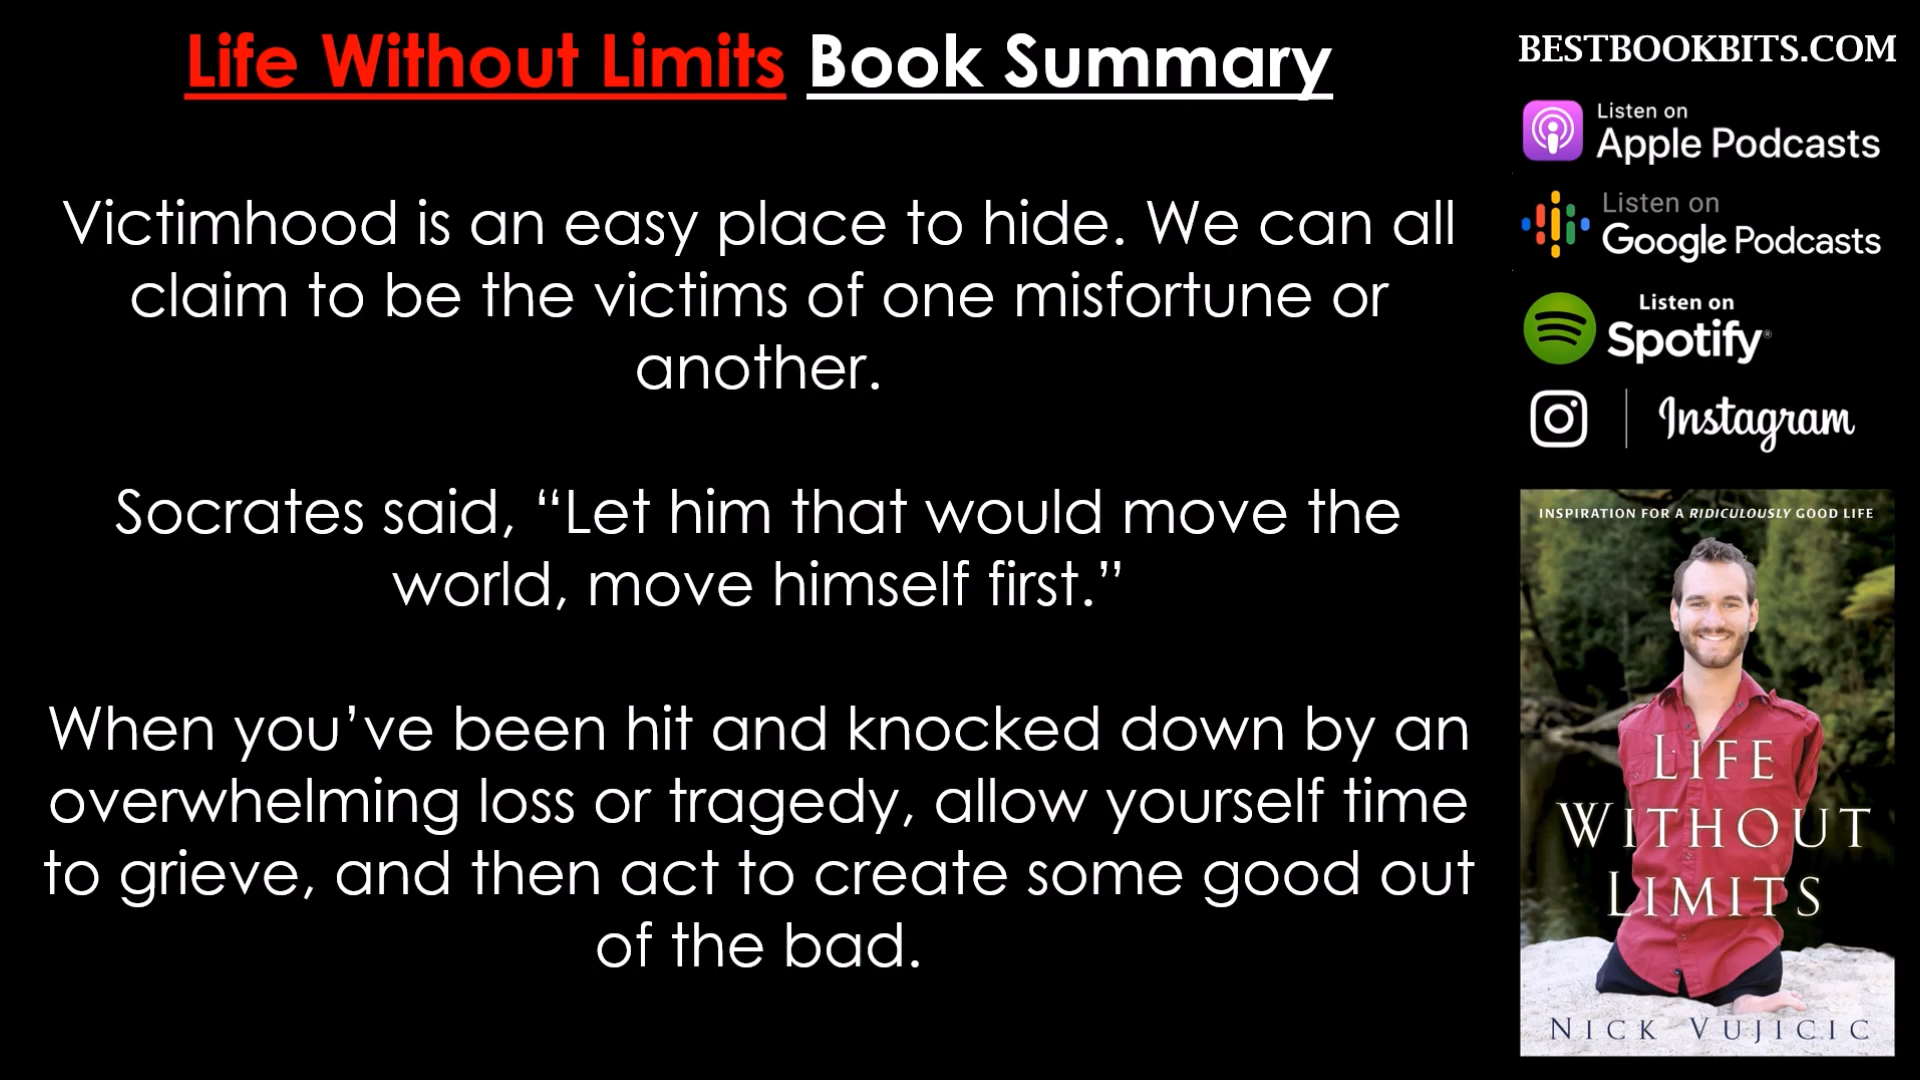 Life Without Limits Book Summary
Victimhood is an easy place to hide. We can all
claim to be the victims of one misfortune or
another.
Socrates said, “Let him that would move the
world, move himself first.”
When you’ve been hit and knocked down by an
overwhelming loss or tragedy, allow yourself time
to grieve, and then act to create some good out
of the bad.
BESTBOOKBITS.COM
Listen on
Apple Podcasts
Listen on
Google Podcasts
Listen on
Spotify®
Instagram
INSPIRATION FOR A RIDICULOUSLY GOOD LIFE
LIFE
WITHOUT
LIMITS
NICK VUJICIC